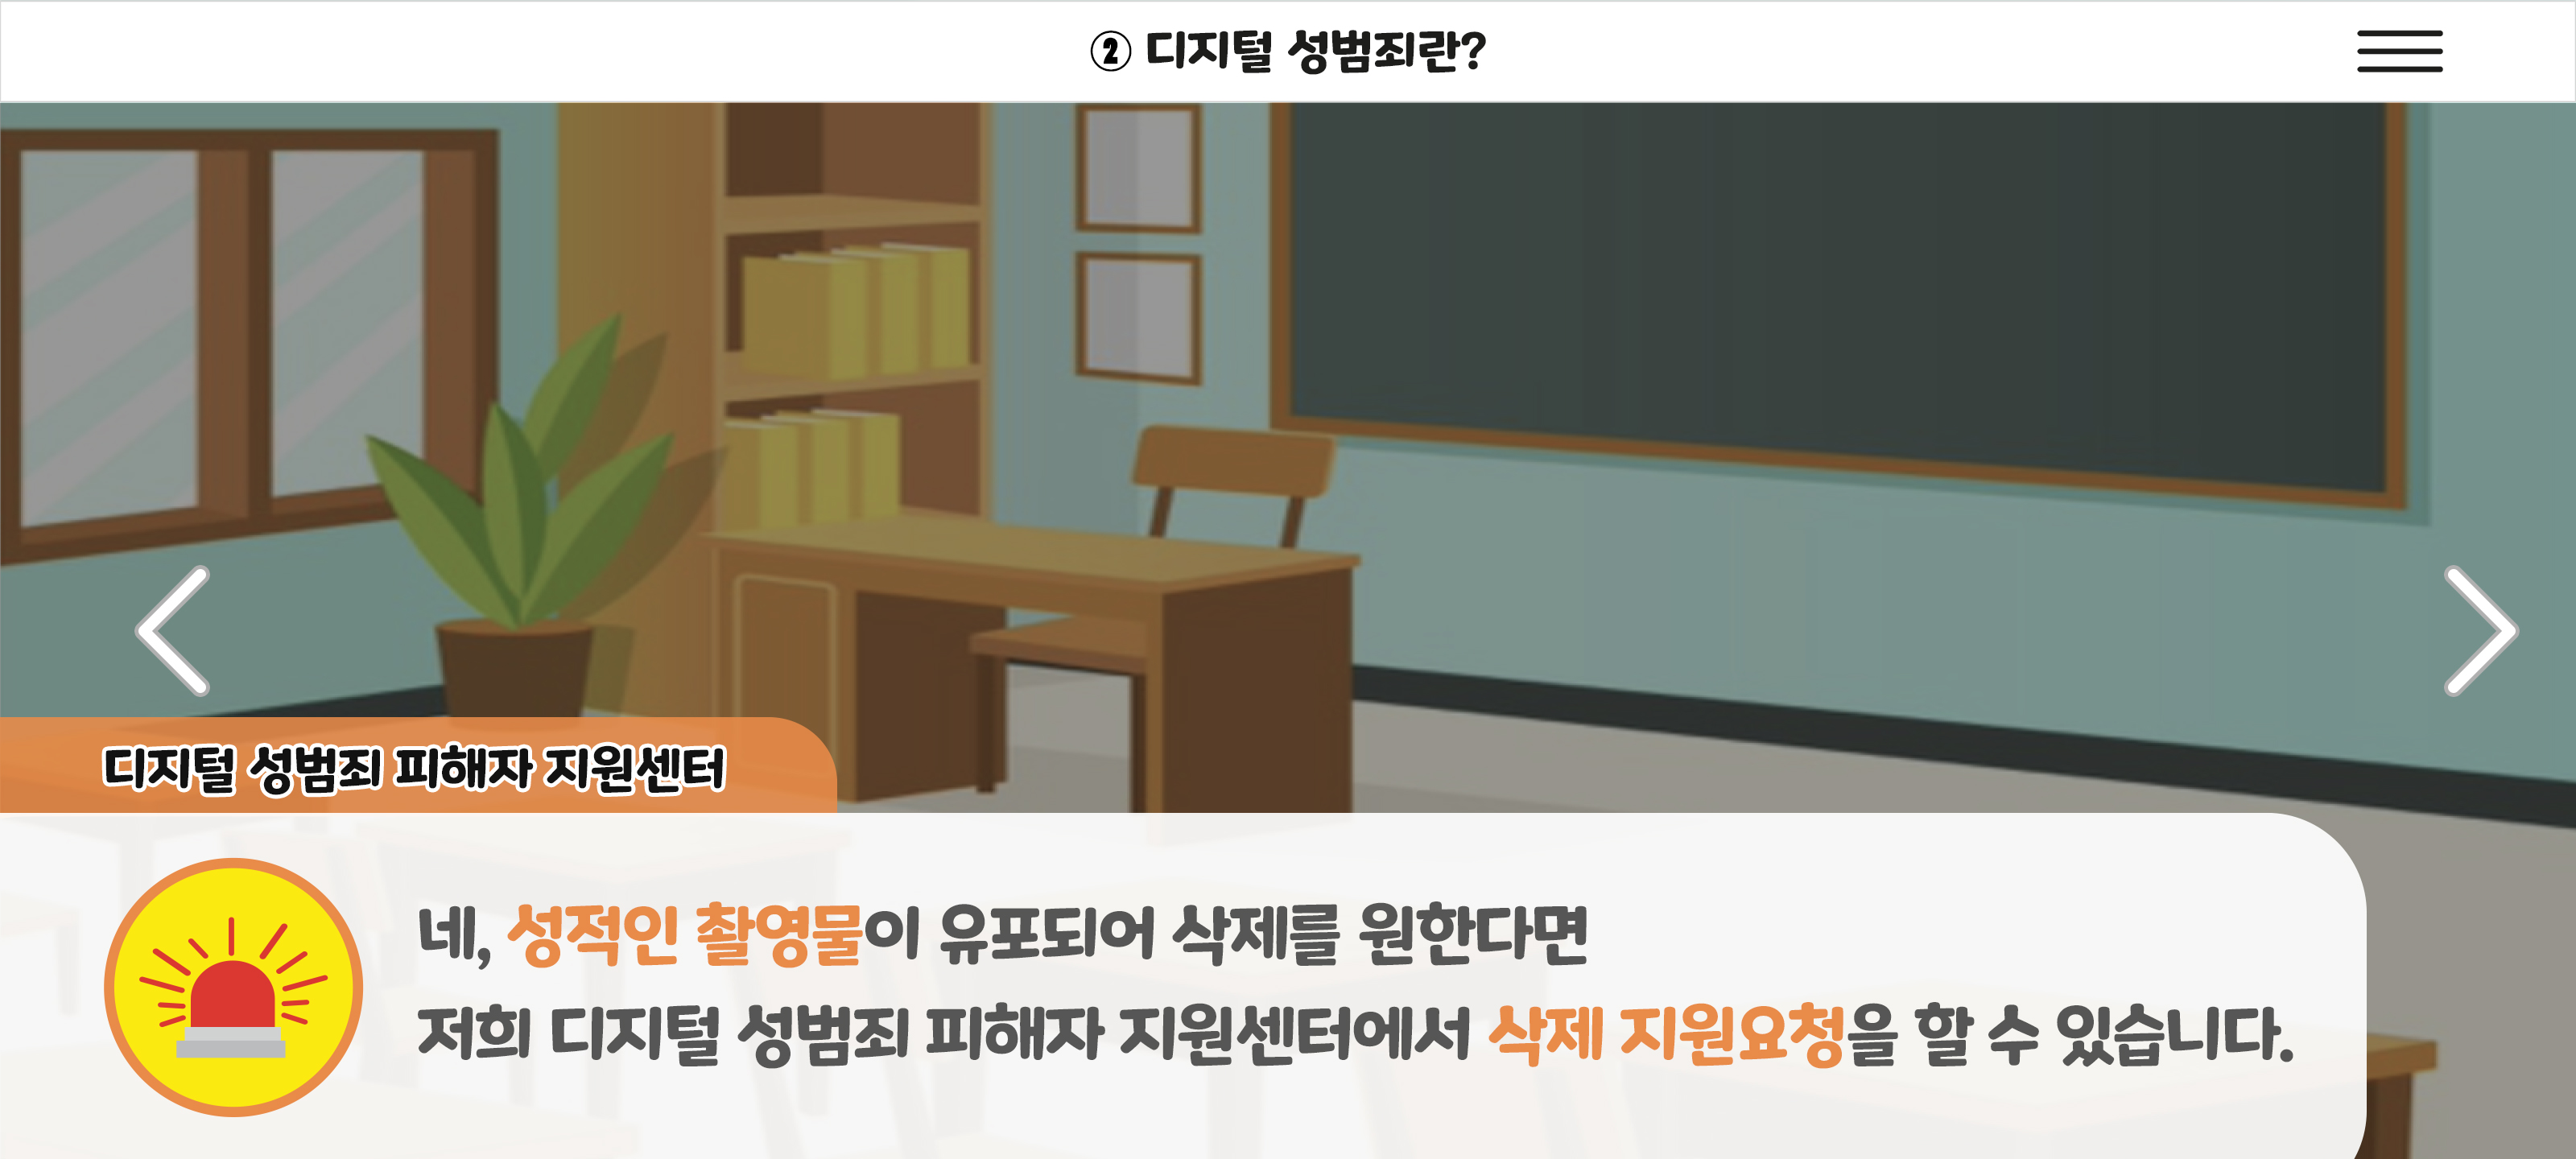 ② 디지털 성범죄란?
디지털 성범죄 피해자 지원센터
네, 성적인 촬영물이 유포되어 삭제를 원한다면
저희 디지털 성범죄 피해자 지원센터에서 삭제 지원요청을 할 수 있습니다.